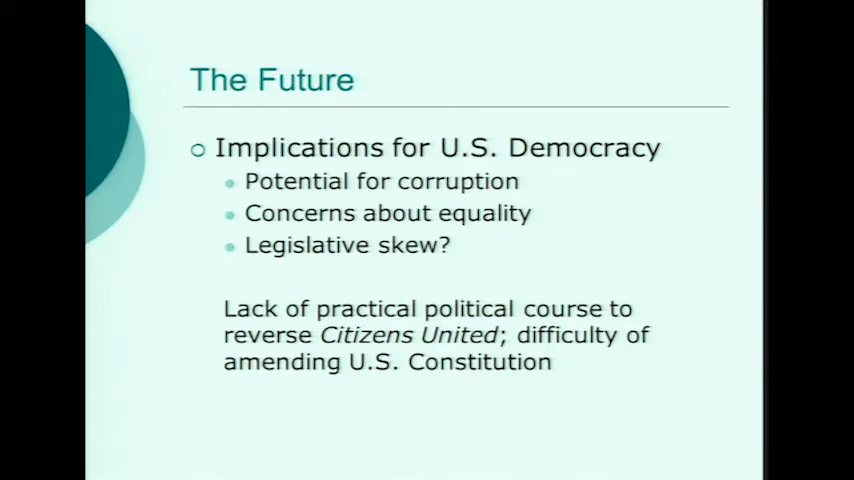 The Future
Implications for U.S. Democracy
Potential for corruption
Concerns about equality
Legislative skew?
Lack of practical political course to
reverse Citizens United; difficulty of
amending U.S. Constitution